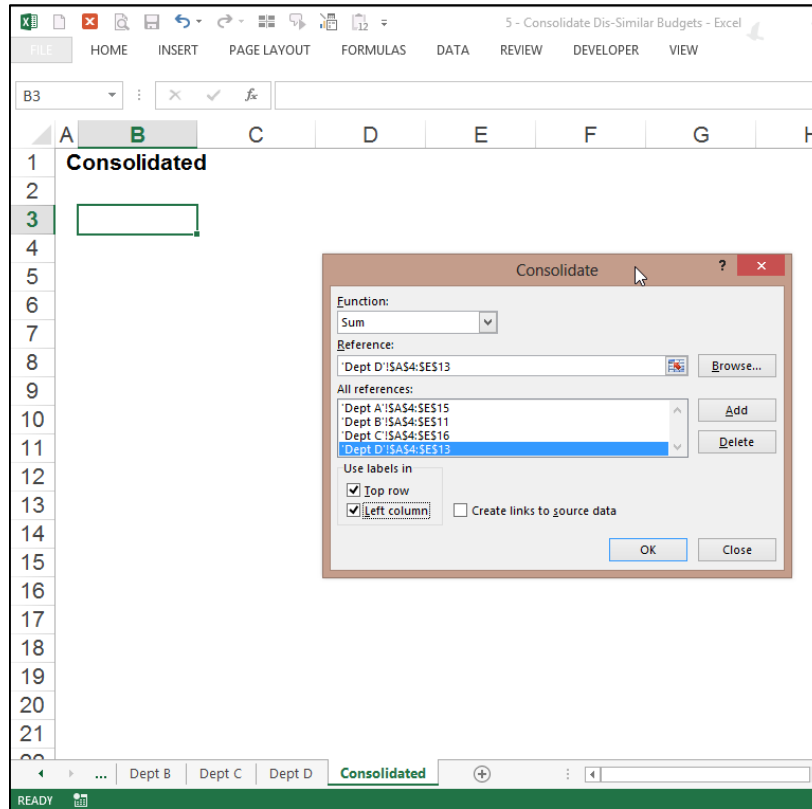 5 - Consolidate Dis-Similar Budgets - Excel
FILE HOME INSERT PAGE LAYOUT FORMULAS DATA REVIEW DEVELOPER VIEW
B3 fx
A B C D E F G H
1 Consolidated
2
3
4
5
6
7
8
9
10
11
12
13
14
15
16
17
18
19
20
21
22
Consolidate ?
Function:
Sum
Reference:
'Dept D'!$A$4:$E$13 Browse...
All references:
'Dept A'!$A$4:$E$15 Add
'Dept B'!$A$4:$E$11
'Dept C'!$A$4:$E$16
'Dept D'!$A$4:$E$13 Delete
Use labels in
Top row
Left column Create links to source data
OK Close
... Dept B Dept C Dept D Consolidated
READY